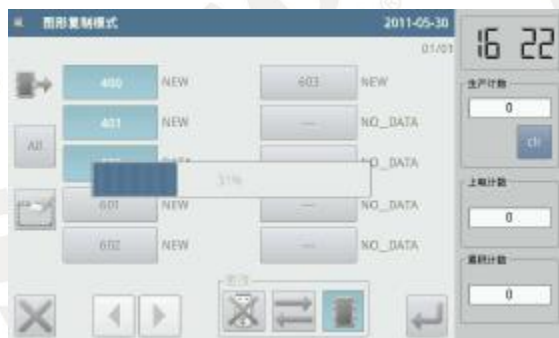 图形复制模式 2011-05-30
01/01
16 22
400 NEW 603 NEW
401 NEW --- NO_DATA
All
31%
601 NEW --- NO_DATA
602 NEW --- NO_DATA
生产计数
0
clr
上电计数
0
累积计数
0